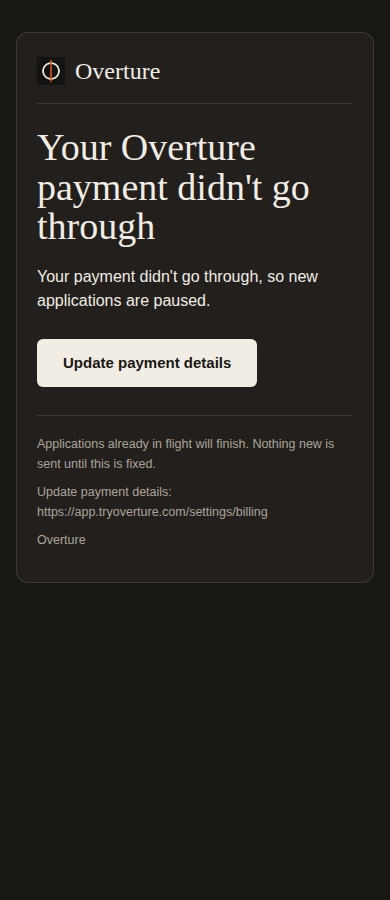 Overture
Your Overture
payment didn't go
through
Your payment didn't go through, so new
applications are paused.
Update payment details
Applications already in flight will finish. Nothing new is
sent until this is fixed.
Update payment details:
https://app.tryoverture.com/settings/billing
Overture